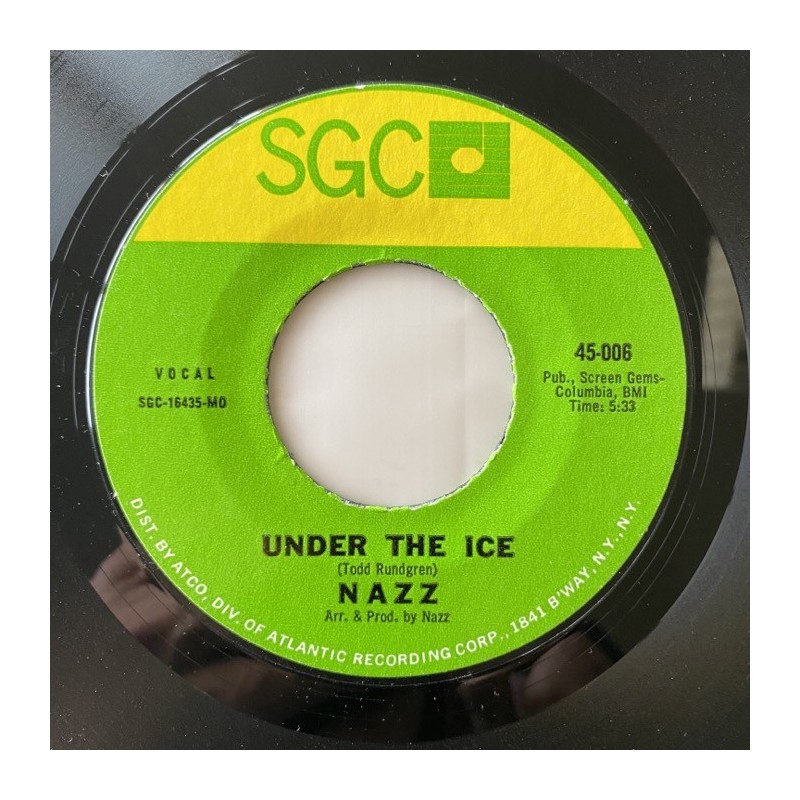 SGC
VOCAL
SGC-16435-MO
45-006
Pub., Screen Gems-
Columbia, BMI
Time: 5:33
UNDER THE ICE
(Todd Rundgren)
NAZZ
Arr. & Prod. by Nazz
DIST. BY ATCO, DIV. OF ATLANTIC RECORDING CORP., 1841 B'WAY, N.Y., N.Y.